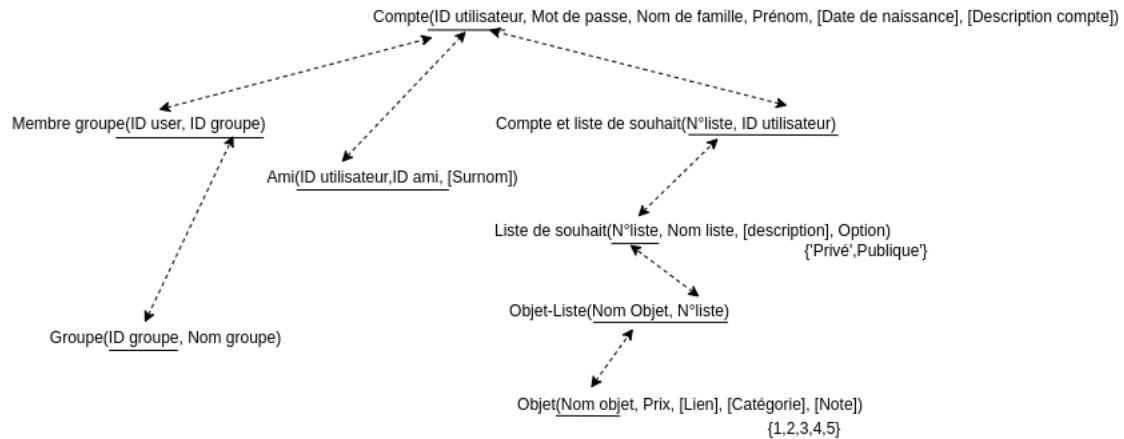 Compte(ID utilisateur, Mot de passe, Nom de famille, Prénom, [Date de naissance], [Description compte])
Membre groupe(ID user, ID groupe)
Compte et liste de souhait(N°liste, ID utilisateur)
Ami(ID utilisateur,ID ami, [Surnom])
Liste de souhait(N°liste, Nom liste, [description], Option)
{'Privé',Publique'}
Objet-Liste(Nom Objet, N°liste)
Groupe(ID groupe, Nom groupe)
Objet(Nom objet, Prix, [Lien], [Catégorie], [Note])
{1,2,3,4,5}